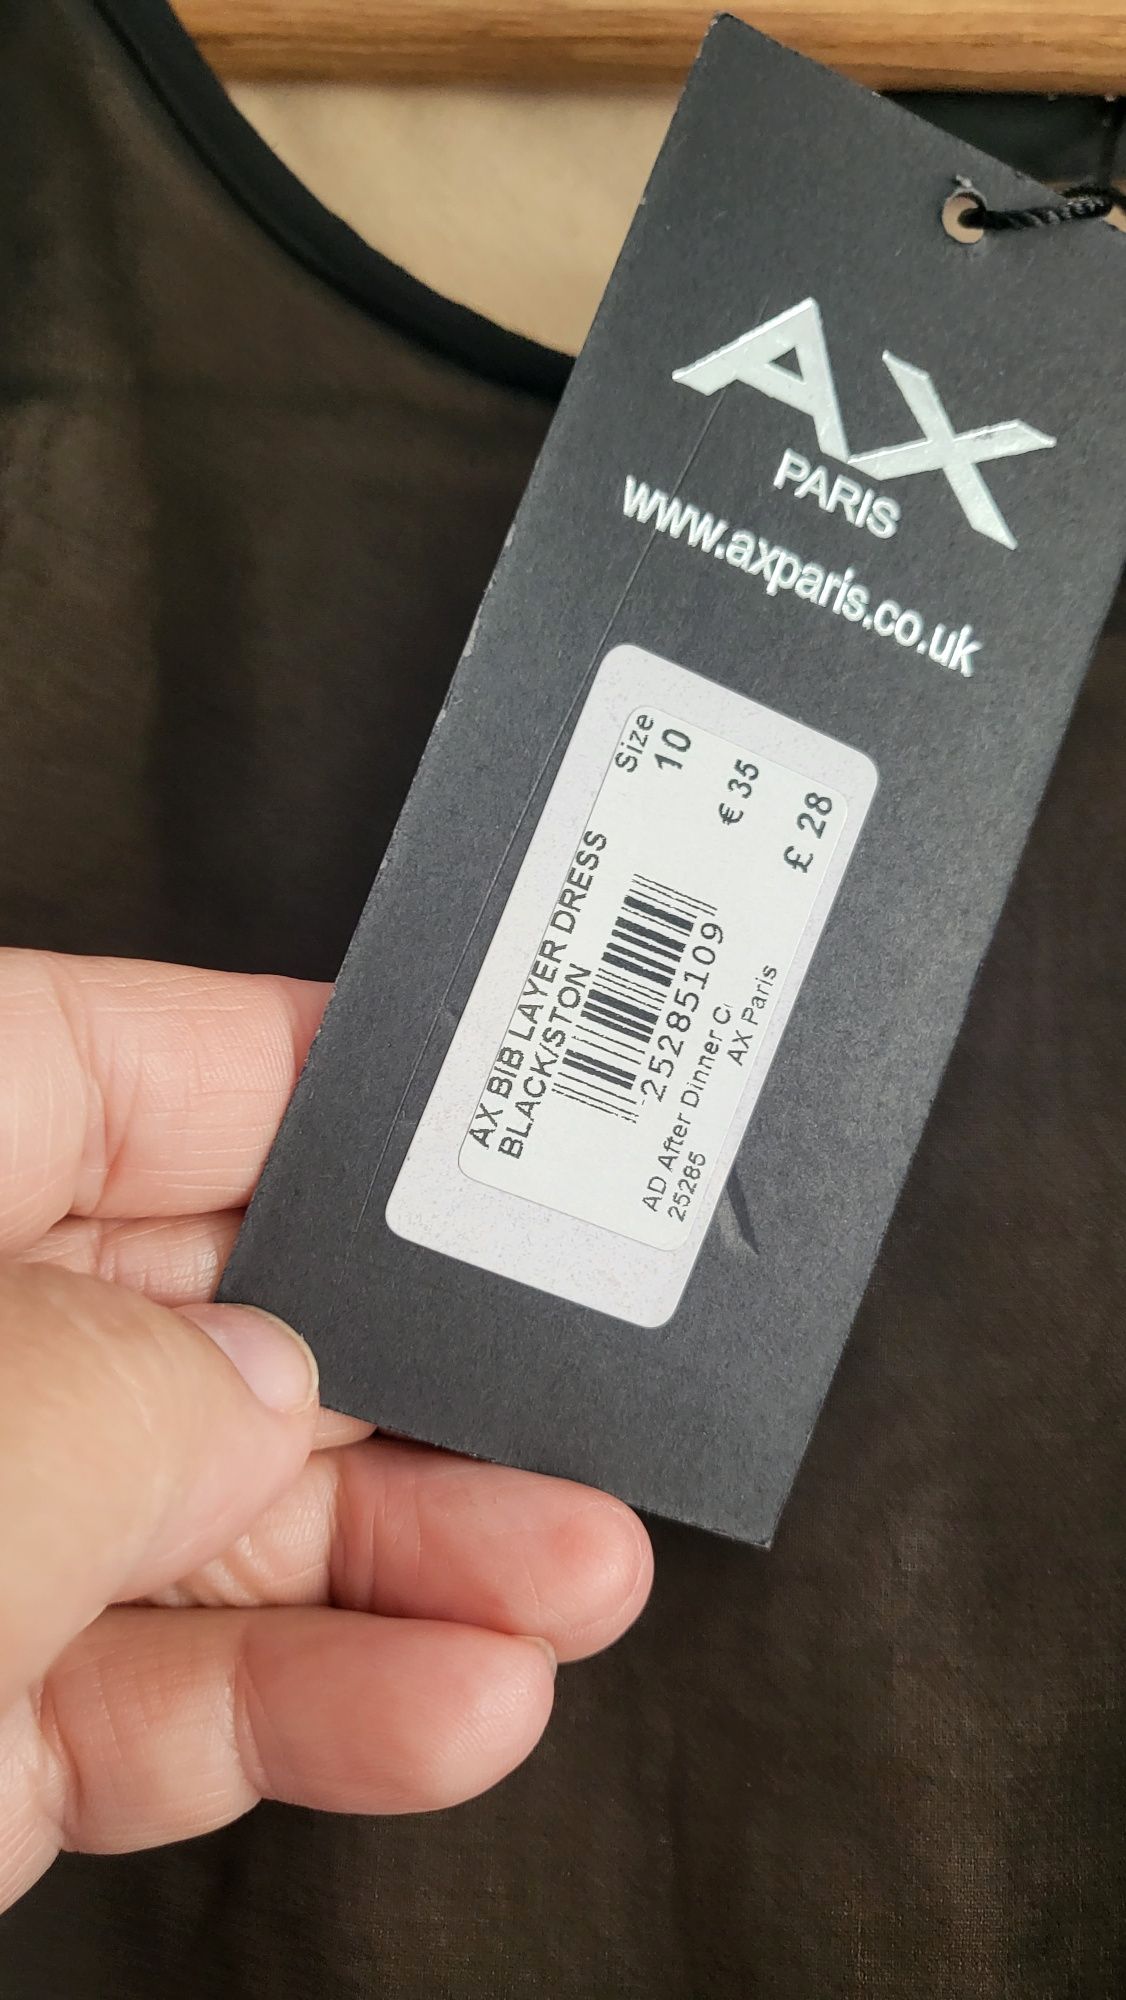 AX
PARIS
www.axparis.co.uk
AX BIB LAYER DRESS
BLACK/STON
Size
10
€ 35
£ 28
25285109
AD After Dinner
25285
AX Paris